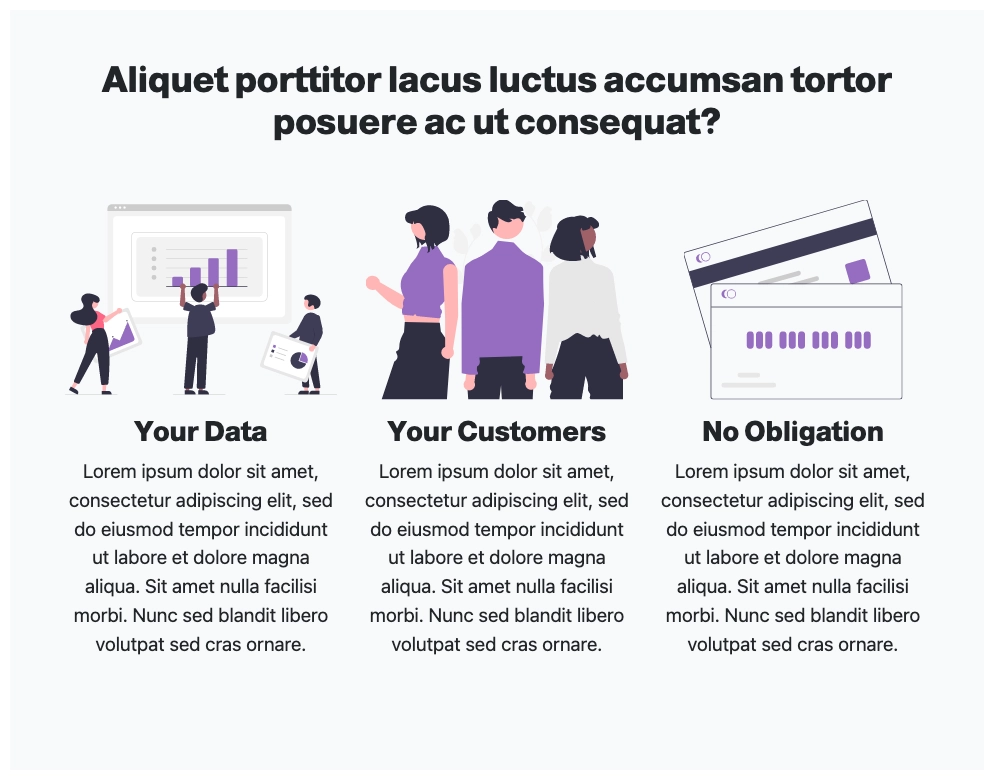 Aliquet porttitor lacus luctus accumsan tortor
posuere ac ut consequat?
Your Data
Lorem ipsum dolor sit amet,
consectetur adipiscing elit, sed
do eiusmod tempor incididunt
ut labore et dolore magna
aliqua. Sit amet nulla facilisi
morbi. Nunc sed blandit libero
volutpat sed cras ornare.
Your Customers
Lorem ipsum dolor sit amet,
consectetur adipiscing elit, sed
do eiusmod tempor incididunt
ut labore et dolore magna
aliqua. Sit amet nulla facilisi
morbi. Nunc sed blandit libero
volutpat sed cras ornare.
No Obligation
Lorem ipsum dolor sit amet,
consectetur adipiscing elit, sed
do eiusmod tempor incididunt
ut labore et dolore magna
aliqua. Sit amet nulla facilisi
morbi. Nunc sed blandit libero
volutpat sed cras ornare.